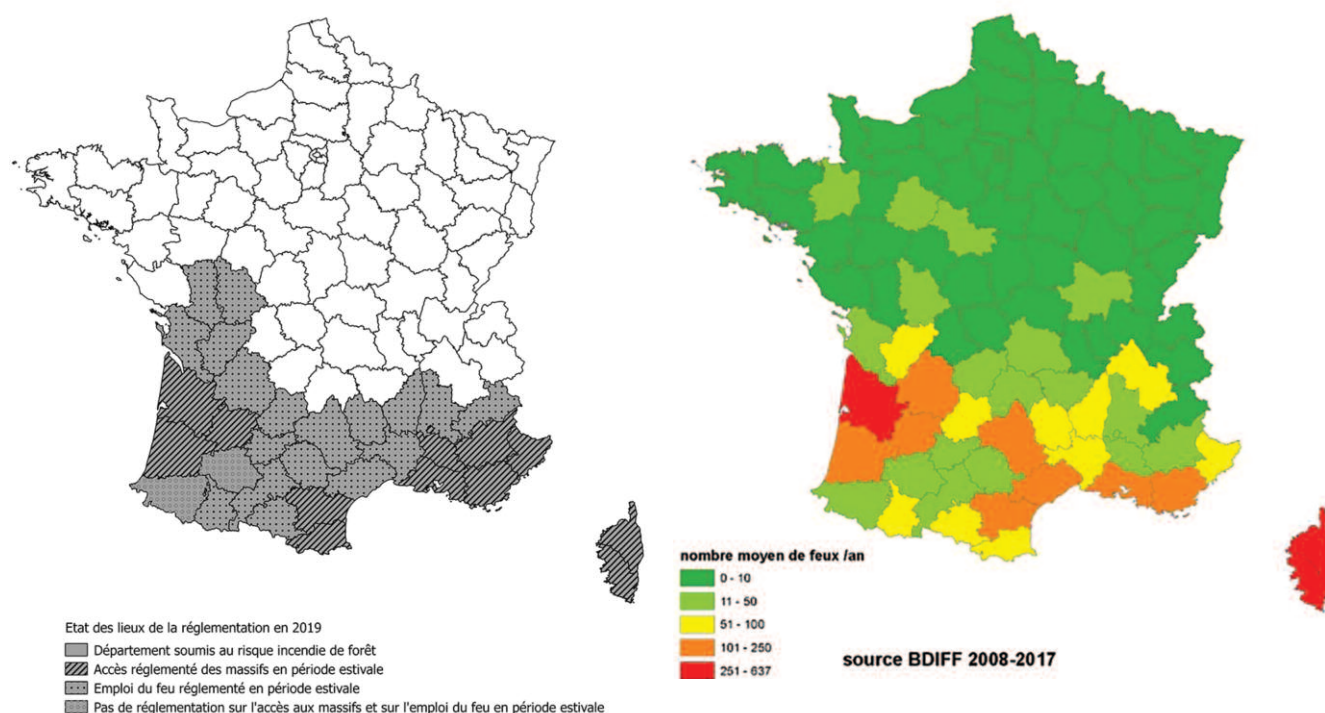 Etat des lieux de la réglementation en 2019
Département soumis au risque incendie de forêt
Accès réglementé des massifs en période estivale
Emploi du feu réglementé en période estivale
Pas de réglementation sur l'accès aux massifs et sur l'emploi du feu en période estivale
nombre moyen de feux /an
0 - 10
11 - 50
51 - 100
101 - 250
251 - 637
source BDIFF 2008-2017